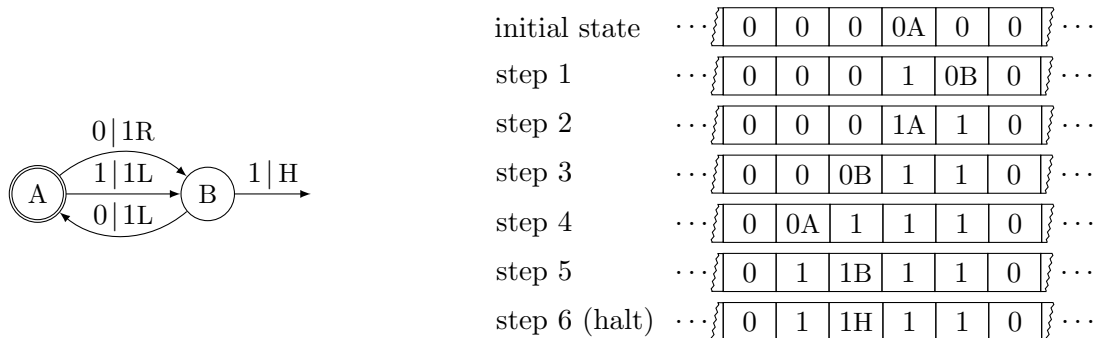 0|1R
1|1L
0|1L
A
B
1|H
initial state ··· 0 0 0 0A 0 0 ···
step 1 ··· 0 0 0 1 0B 0 ···
step 2 ··· 0 0 0 1A 1 0 ···
step 3 ··· 0 0 0B 1 1 0 ···
step 4 ··· 0 0A 1 1 1 0 ···
step 5 ··· 0 1 1B 1 1 0 ···
step 6 (halt) ··· 0 1 1H 1 1 0 ···